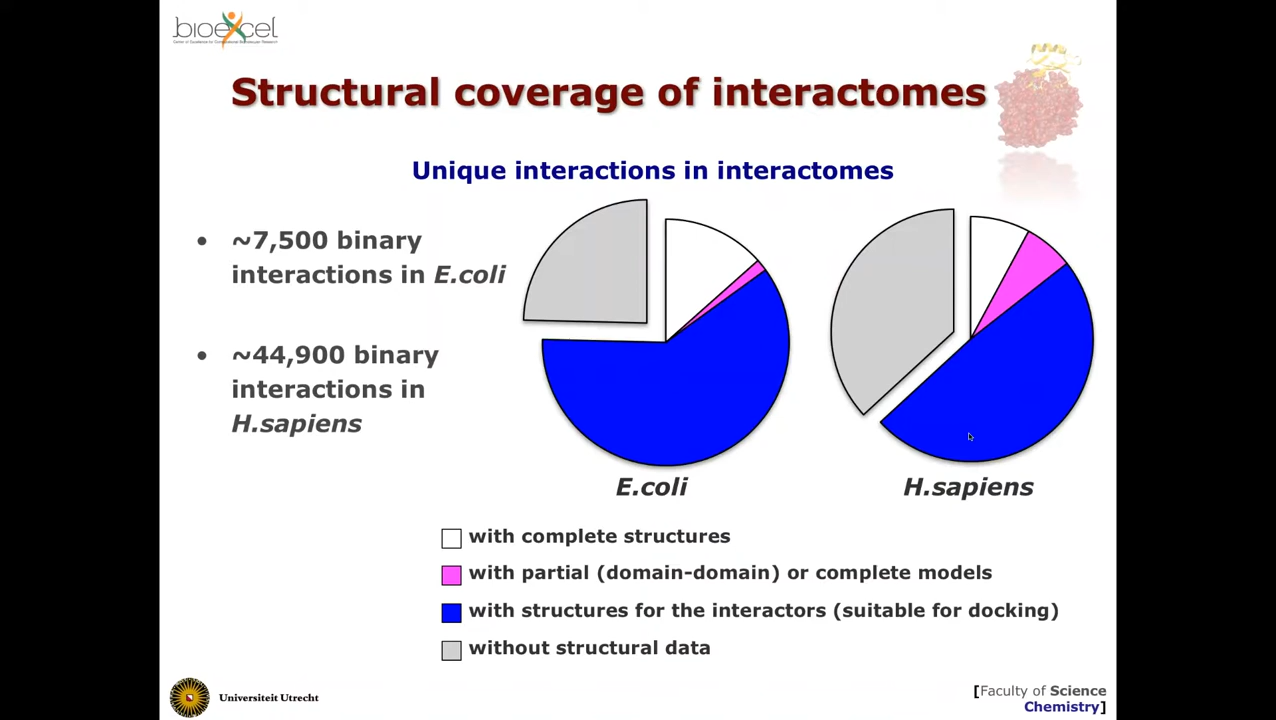 bioexcel
Structural coverage of interactomes
Unique interactions in interactomes
• ~7,500 binary
interactions in E.coli
• ~44,900 binary
interactions in
H.sapiens
E.coli
H.sapiens
with complete structures
with partial (domain-domain) or complete models
with structures for the interactors (suitable for docking)
without structural data
Universiteit Utrecht
[Faculty of Science
Chemistry]